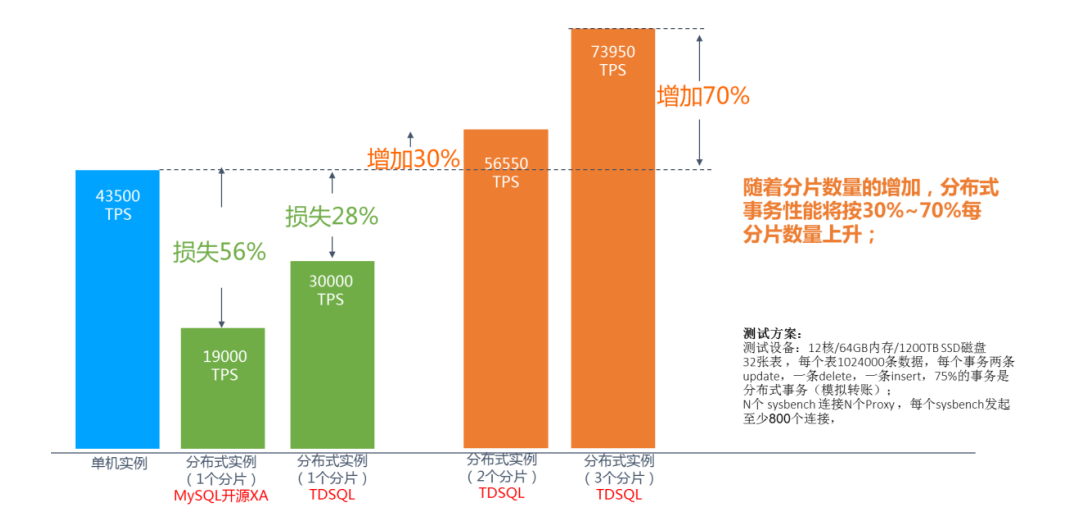 73950
TPS
增加70%
增加30%
56550
TPS
43500
TPS
损失28%
损失56%
30000
TPS
19000
TPS
随着分片数量的增加，分布式
事务性能将按30%~70%每
分片数量上升；
测试方案：
测试设备：12核/64GB内存/1200TB SSD磁盘
32张表，每个表1024000条数据，每个事务两条
update，一条delete，一条insert，75%的事务是
分布式事务（模拟转账）；
N个 sysbench 连接N个Proxy，每个sysbench发起
至少800个连接，
单机实例
分布式实例
（1个分片）
MySQL开源XA
分布式实例
（1个分片）
TDSQL
分布式实例
（2个分片）
TDSQL
分布式实例
（3个分片）
TDSQL